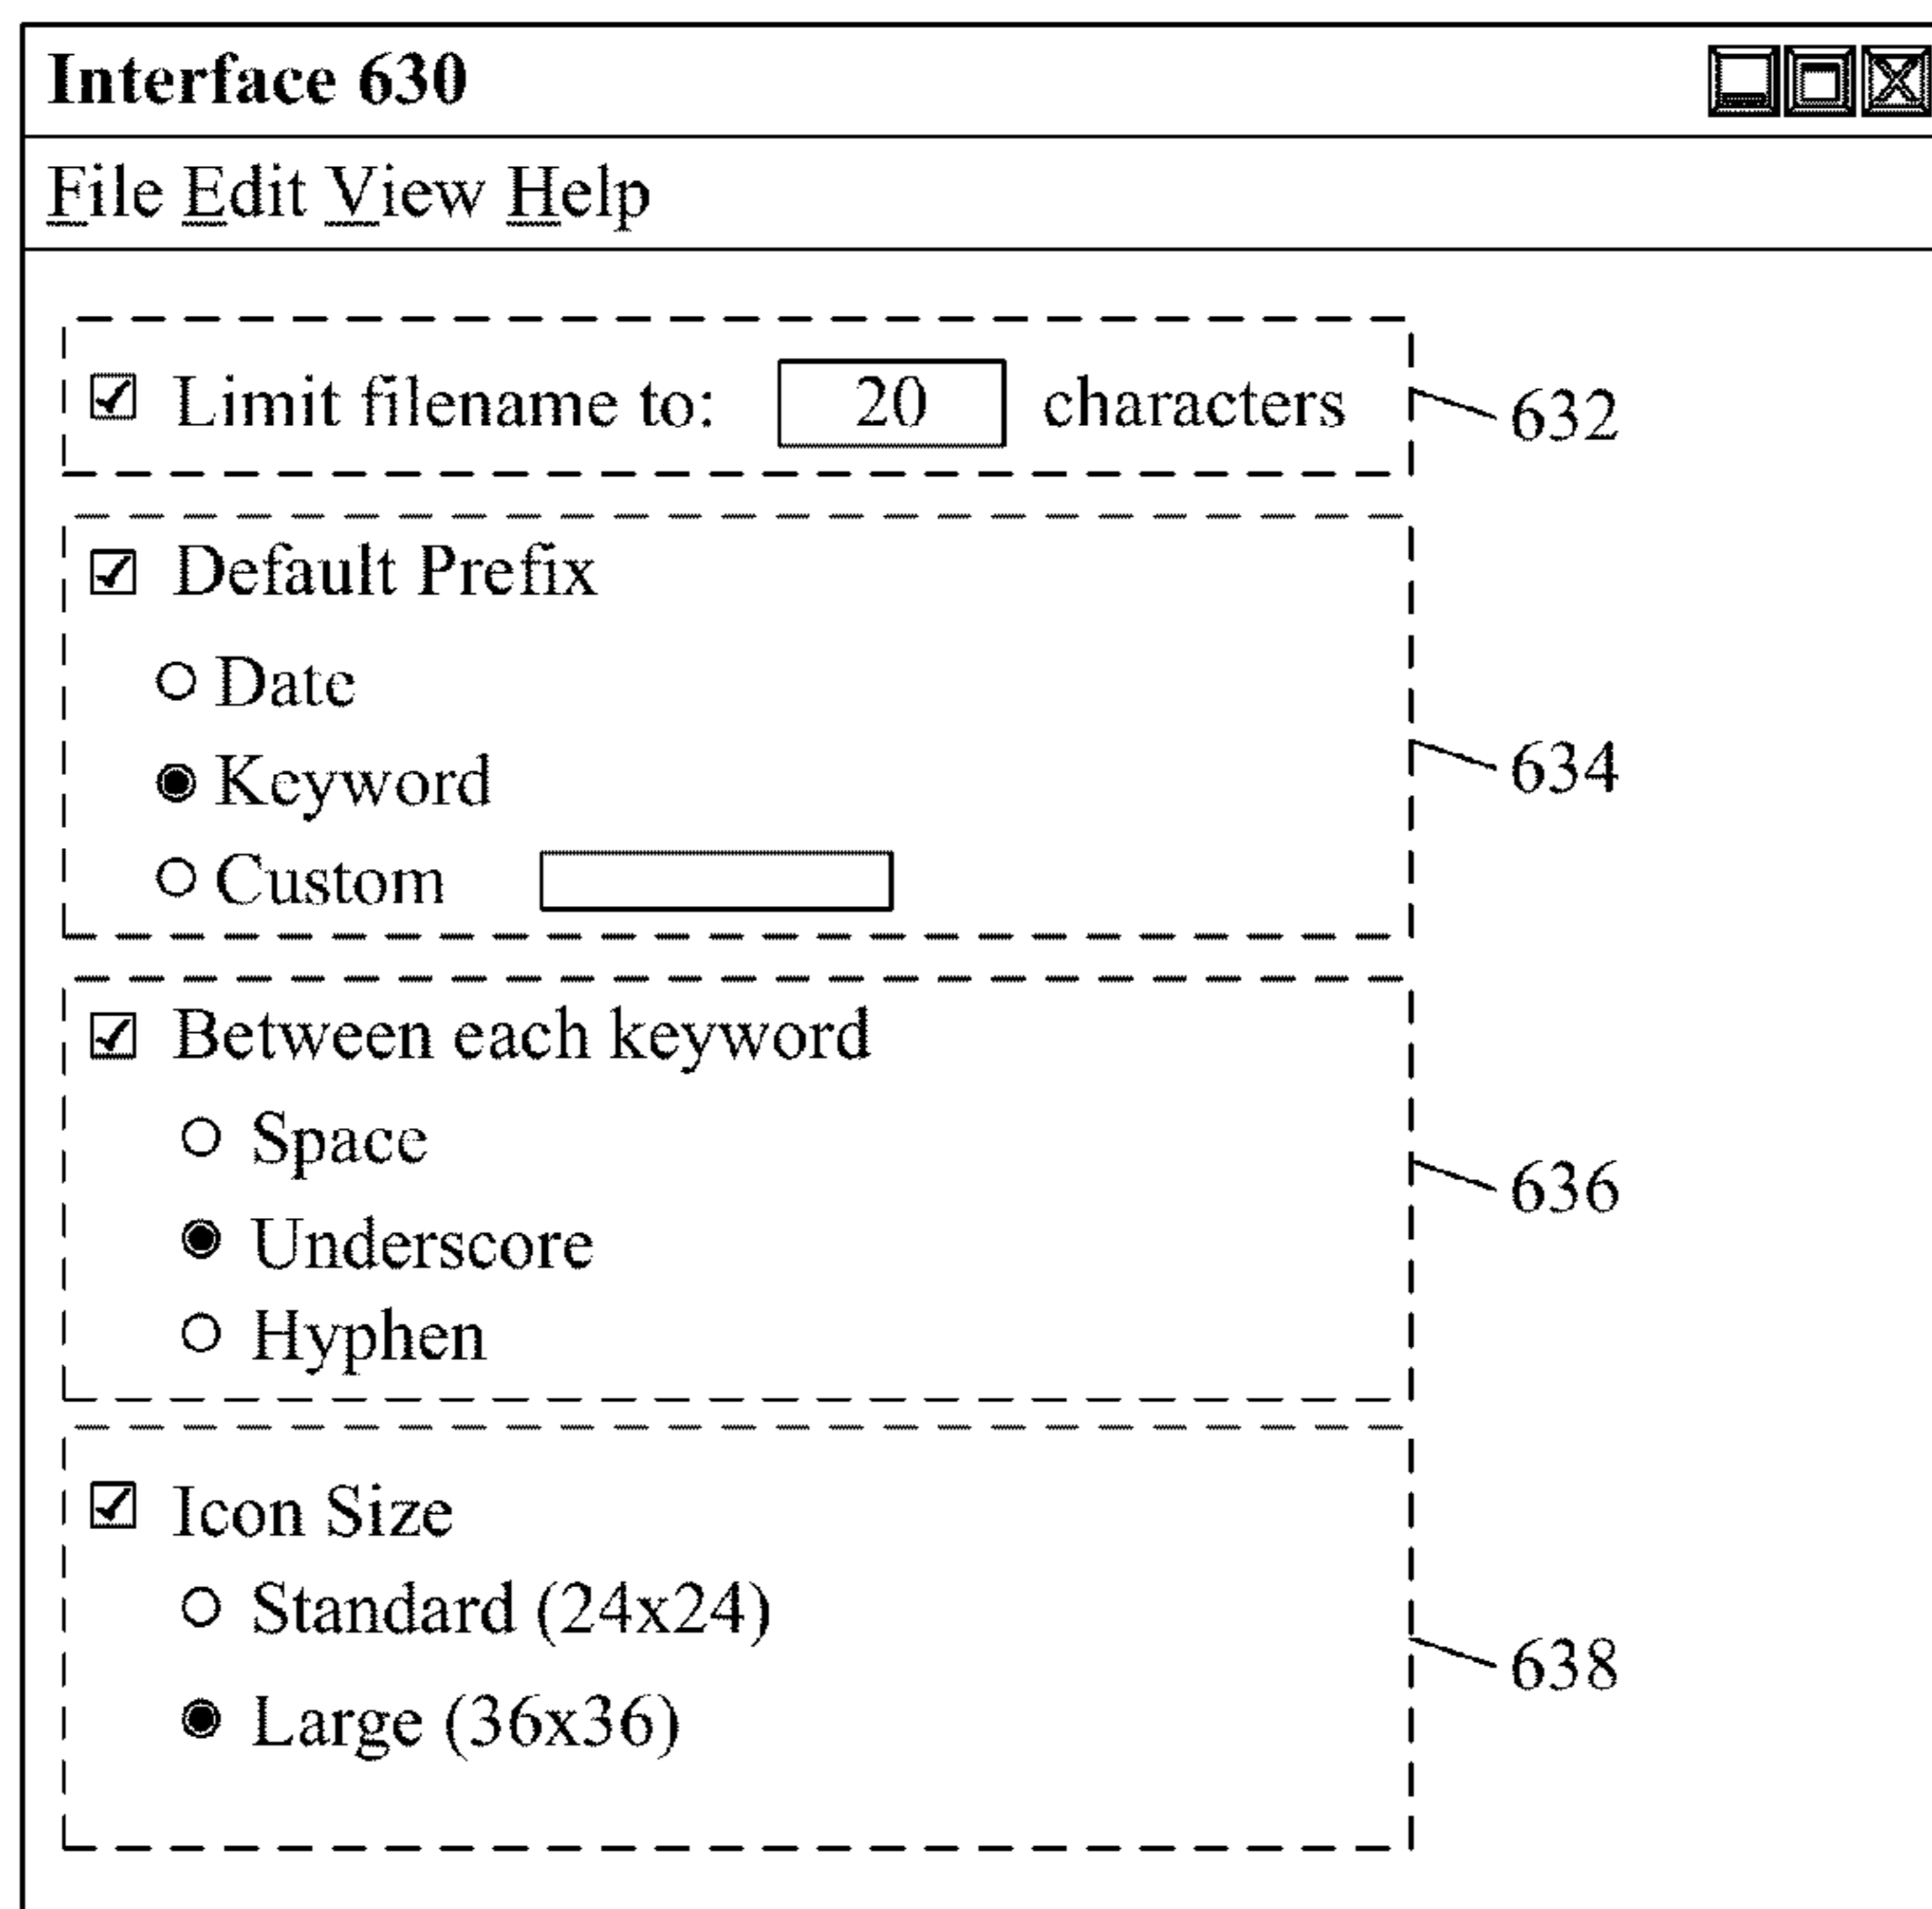 Interface 630
File Edit View Help
Limit filename to: 20 characters
632
Default Prefix
Date
Keyword
634
Custom
Between each keyword
Space
636
Underscore
Hyphen
Icon Size
Standard (24x24)
638
Large (36x36)